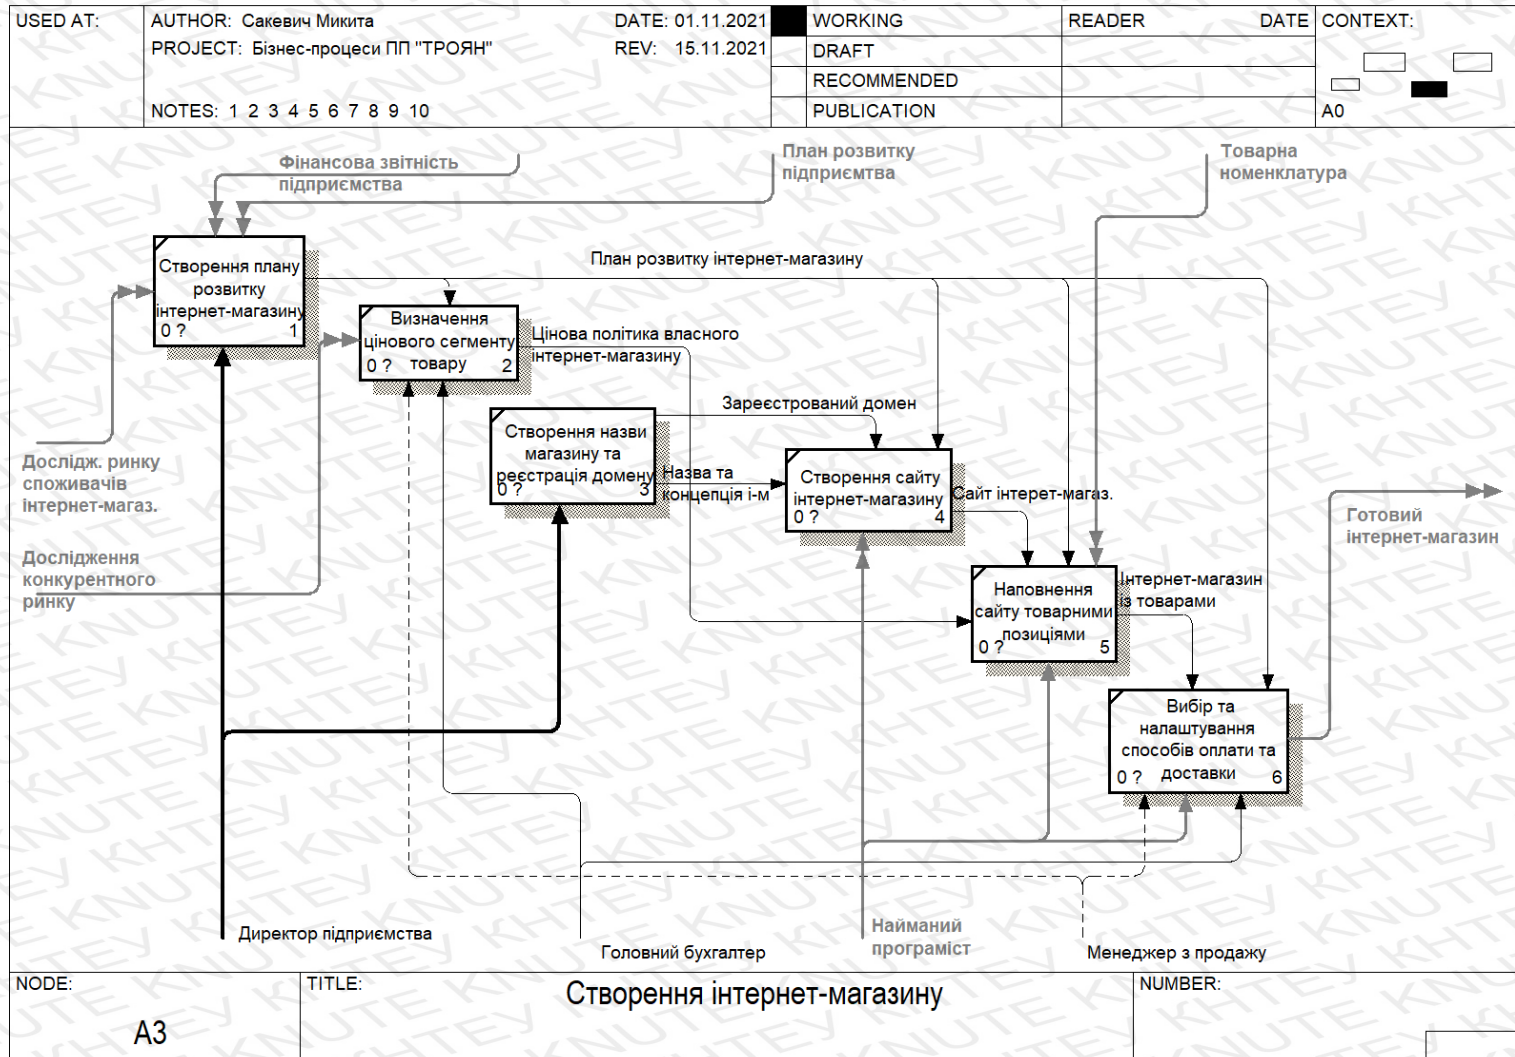 USED AT:
AUTHOR: Сакевич Микита
DATE: 01.11.2021
PROJECT: Бізнес-процеси ПП "ТРОЯН"
REV: 15.11.2021
NOTES: 1 2 3 4 5 6 7 8 9 10
WORKING
DRAFT
RECOMMENDED
PUBLICATION
READER
DATE
CONTEXT:
A0
Фінансова звітність
підприємства
План розвитку
підприємтва
Товарна
номенклатура
Створення плану
розвитку
інтернет-магазину
0 ?
1
План розвитку інтернет-магазину
Визначення
цінового сегменту
товару
0 ?
2
Цінова політика власного
інтернет-магазину
Створення назви
магазину та
реєстрація домену
0 ?
3
Зареєстрований домен
Назва та
концепція і-м
Створення сайту
інтернет-магазину
0 ?
4
Сайт інтерет-магаз.
Дослідж. ринку
споживачів
інтернет-магаз.
Дослідження
конкурентного
ринку
Готовий
інтернет-магазин
Наповнення
сайту товарними
позиціями
0 ?
5
Інтернет-магазин
із товарами
Вибір та
налаштування
способів оплати та
доставки
0 ?
6
Директор підприємства
Головний бухгалтер
Найманий
програміст
Менеджер з продажу
NODE:
A3
TITLE:
Створення інтернет-магазину
NUMBER:
KNUTEV KHTEV